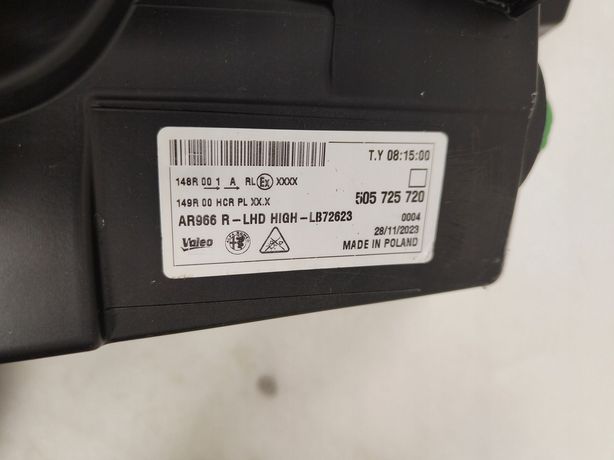 T.Y 08:15:00
148R 00 1 A RL Ex XXXX
149R 00 HCR PL XX.X
505 725 720
AR966 R-LHD HIGH-LB72623
0004
28/11/2023
Valeo
MADE IN POLAND